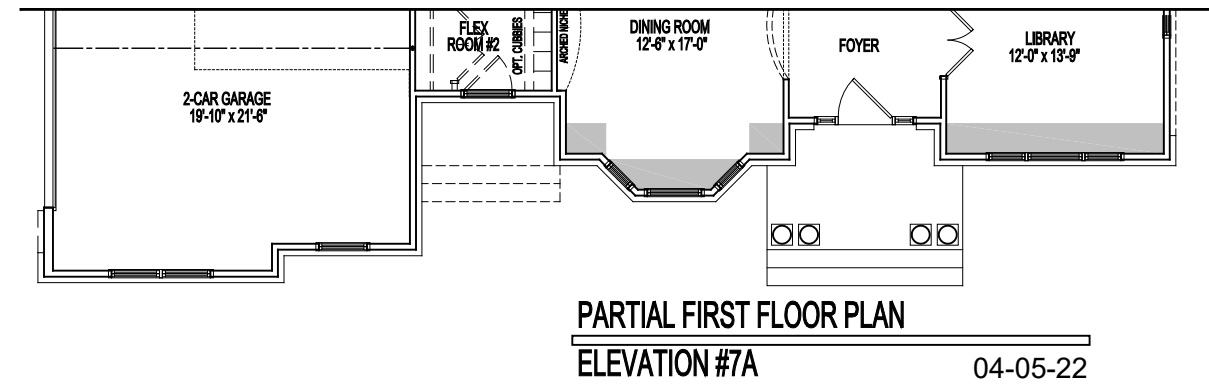 FLEX
ROOM #2
OPT. CUBBIES
ARCHED NICHE
DINING ROOM
12'-6" x 17'-0"
FOYER
LIBRARY
12'-0" x 13'-9"
2-CAR GARAGE
19'-10" x 21'-6"
PARTIAL FIRST FLOOR PLAN
ELEVATION #7A
04-05-22